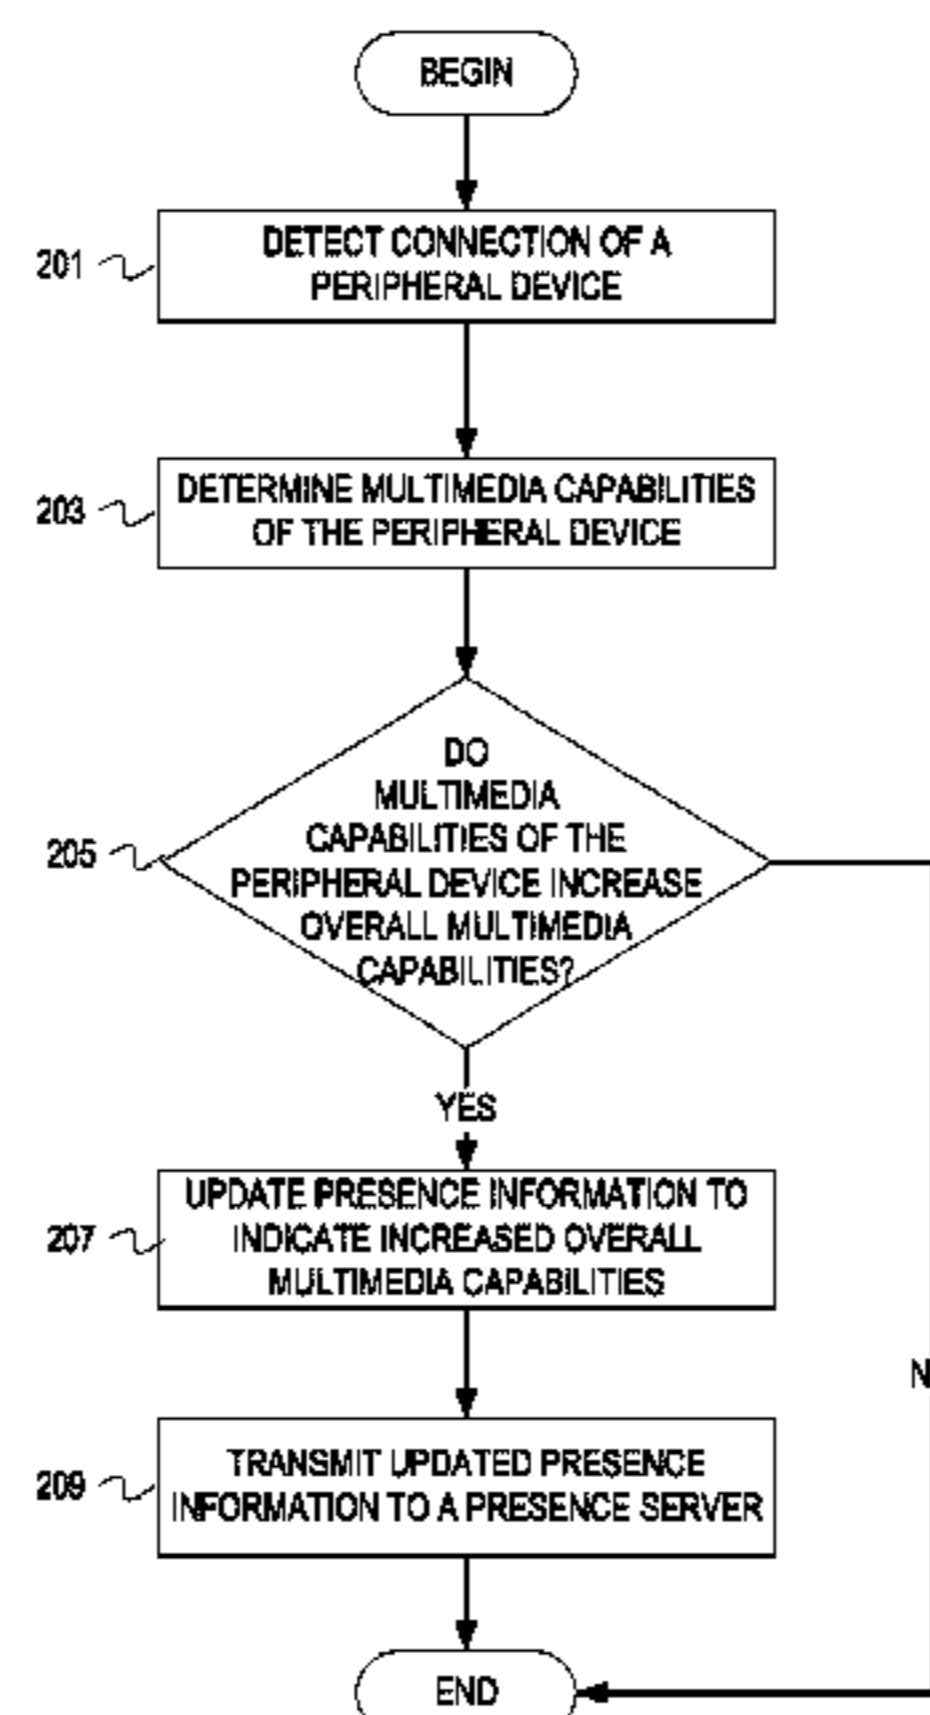 BEGIN
201
DETECT CONNECTION OF A
PERIPHERAL DEVICE
203
DETERMINE MULTIMEDIA CAPABILITIES
OF THE PERIPHERAL DEVICE
205
DO
MULTIMEDIA
CAPABILITIES OF THE
PERIPHERAL DEVICE INCREASE
OVERALL MULTIMEDIA
CAPABILITIES?
YES
207
UPDATE PRESENCE INFORMATION TO
INDICATE INCREASED OVERALL
MULTIMEDIA CAPABILITIES
N
209
TRANSMIT UPDATED PRESENCE
INFORMATION TO A PRESENCE SERVER
END